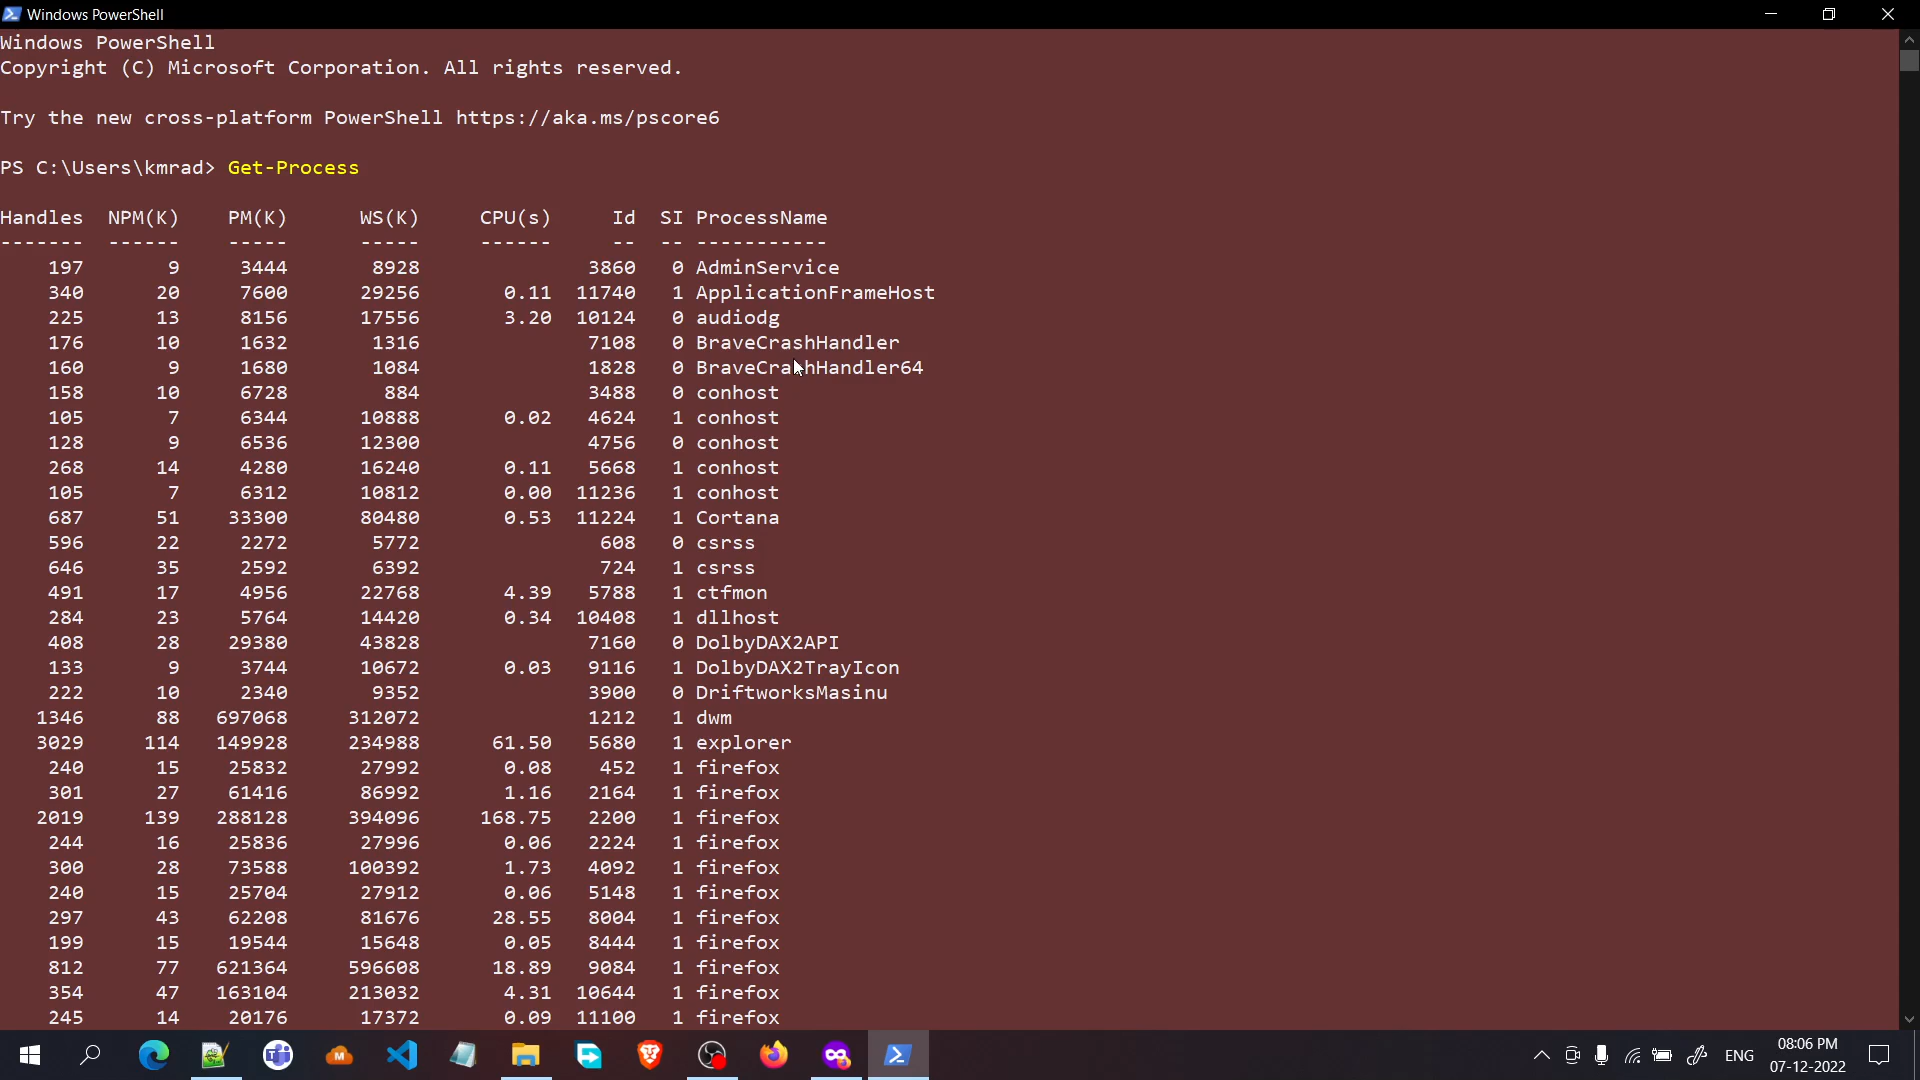 Windows PowerShell
Windows PowerShell
Copyright (C) Microsoft Corporation. All rights reserved.
Try the new cross-platform PowerShell https://aka.ms/pscore6
PS C:\Users\kmrad> Get-Process
Handles NPM(K) PM(K) WS(K) CPU(s) Id SI ProcessName
------- ------ ----- ----- ------ -- -- -----------
197 9 3444 8928 3860 0 AdminService
340 20 7600 29256 0.11 11740 1 ApplicationFrameHost
225 13 8156 17556 3.20 10124 0 audiodg
176 10 1632 1316 7108 0 BraveCrashHandler
160 9 1680 1084 1828 0 BraveCrashHandler64
158 10 6728 884 3488 0 conhost
105 7 6344 10888 0.02 4624 1 conhost
128 9 6536 12300 4756 0 conhost
268 14 4280 16240 0.11 5668 1 conhost
105 7 6312 10812 0.00 11236 1 conhost
687 51 33300 80480 0.53 11224 1 Cortana
596 22 2272 5772 608 0 csrss
646 35 2592 6392 724 1 csrss
491 17 4956 22768 4.39 5788 1 ctfmon
284 23 5764 14420 0.34 10408 1 dllhost
408 28 29380 43828 7160 0 DolbyDAX2API
133 9 3744 10672 0.03 9116 1 DolbyDAX2TrayIcon
222 10 2340 9352 3900 0 DriftworksMasinu
1346 88 697068 312072 1212 1 dwm
3029 114 149928 234988 61.50 5680 1 explorer
240 15 25832 27992 0.08 452 1 firefox
301 27 61416 86992 1.16 2164 1 firefox
2019 139 288128 394096 168.75 2200 1 firefox
244 16 25836 27996 0.06 2224 1 firefox
300 28 73588 100392 1.73 4092 1 firefox
240 15 25704 27912 0.06 5148 1 firefox
297 43 62208 81676 28.55 8004 1 firefox
199 15 19544 15648 0.05 8444 1 firefox
812 77 621364 596608 18.89 9084 1 firefox
354 47 163104 213032 4.31 10644 1 firefox
245 14 20176 17372 0.09 11100 1 firefox
ENG
08:06 PM
07-12-2022